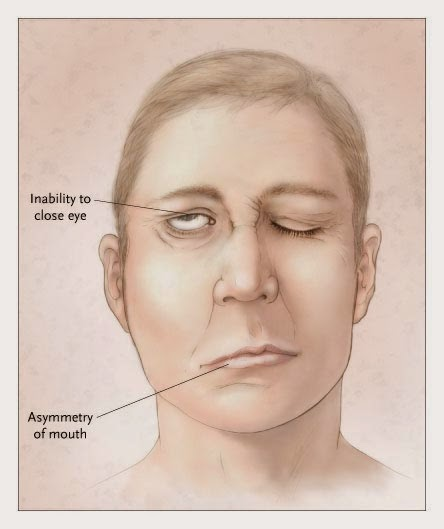 Inability to
close eye
Asymmetry
of mouth